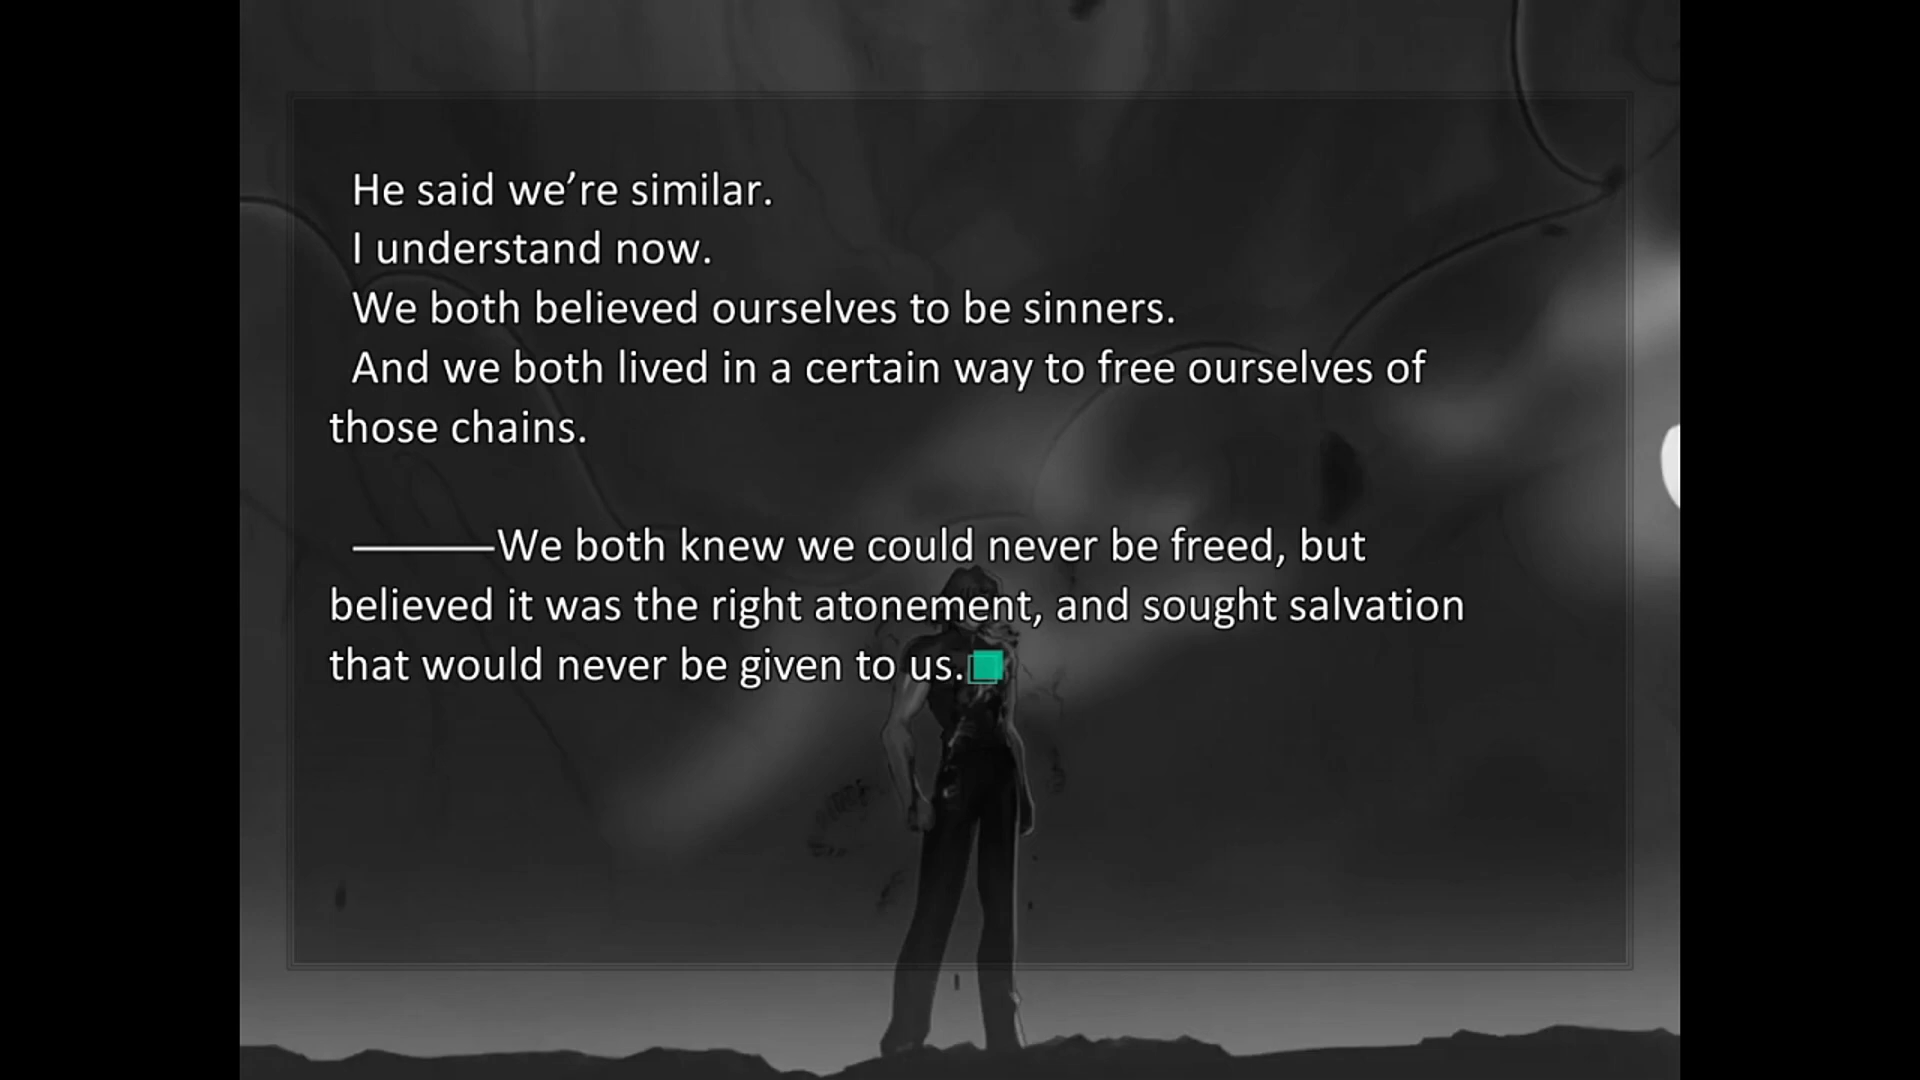 He said we’re similar.
I understand now.
We both believed ourselves to be sinners.
And we both lived in a certain way to free ourselves of
those chains.
―――We both knew we could never be freed, but
believed it was the right atonement, and sought salvation
that would never be given to us.